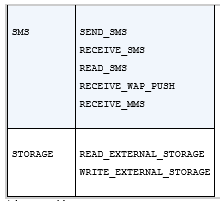 SMS
SEND_SMS
RECEIVE_SMS
READ_SMS
RECEIVE_WAP_PUSH
RECEIVE_MMS
STORAGE
READ_EXTERNAL_STORAGE
WRITE_EXTERNAL_STORAGE